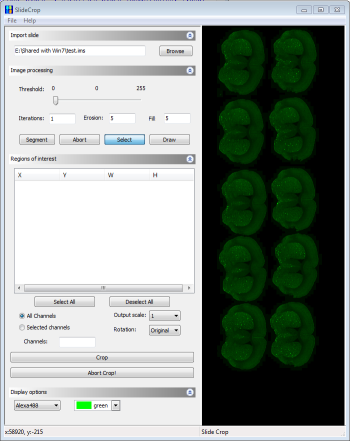 SlideCrop
File Help
Import slide
E:\Shared with Win7\test.ims Browse
Image processing
Threshold: 0 0 255
Iterations: 1 Erosion: 5 Fill 5
Segment Abort Select Draw
Regions of interest
X Y W H
Select All Deselect All
All Channels Output scale: 1
Selected channels Rotation: Original
Channels:
Crop
Abort Crop!
Display options
Alexa488 green
x:58920, y:-215 Slide Crop